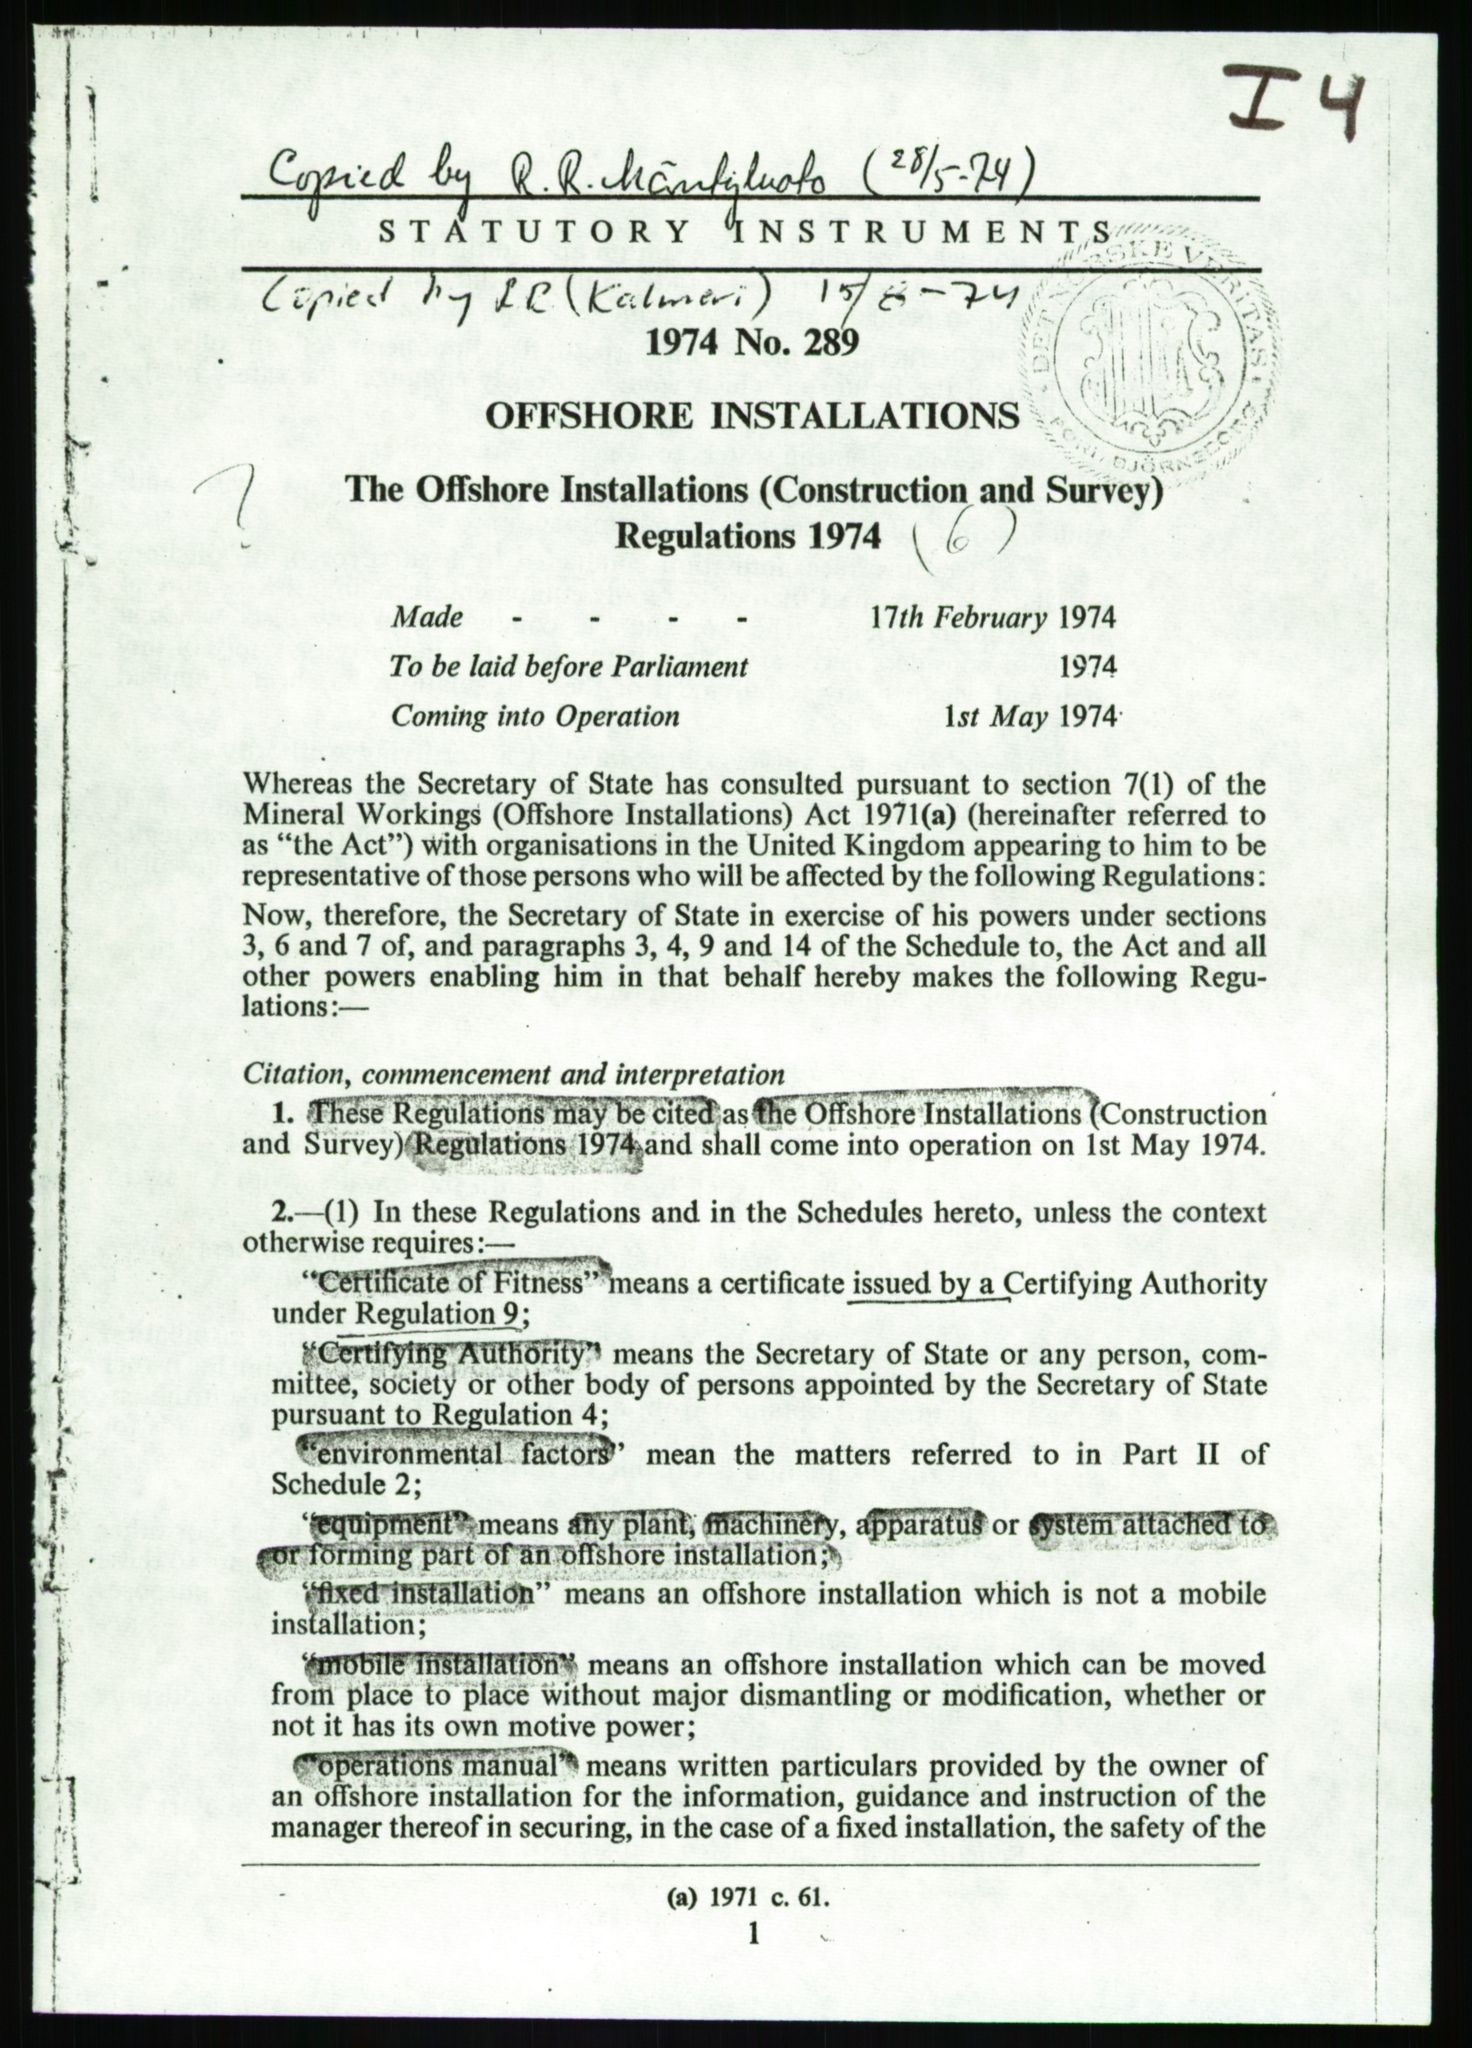 I 4
Copied by R. R. Mäntyluoto (28/5-74)
STATUTORY INSTRUMENTS
Copied by (Kalmeri) 15/8-74
DET NORSKE VERITAS
1974 No. 289
OFFSHORE INSTALLATIONS
?
The Offshore Installations (Construction and Survey)
Regulations 1974 (6)
Made - - - - 17th February 1974
To be laid before Parliament 1974
Coming into Operation 1st May 1974
Whereas the Secretary of State has consulted pursuant to section 7(1) of the
Mineral Workings (Offshore Installations) Act 1971(a) (hereinafter referred to
as “the Act”) with organisations in the United Kingdom appearing to him to be
representative of those persons who will be affected by the following Regulations:
Now, therefore, the Secretary of State in exercise of his powers under sections
3, 6 and 7 of, and paragraphs 3, 4, 9 and 14 of the Schedule to, the Act and all
other powers enabling him in that behalf hereby makes the following Regu-
lations:—
Citation, commencement and interpretation
1. These Regulations may be cited as the Offshore Installations (Construction
and Survey) Regulations 1974 and shall come into operation on 1st May 1974.
2.—(1) In these Regulations and in the Schedules hereto, unless the context
otherwise requires:—
“Certificate of Fitness” means a certificate issued by a Certifying Authority
under Regulation 9;
“Certifying Authority” means the Secretary of State or any person, com-
mittee, society or other body of persons appointed by the Secretary of State
pursuant to Regulation 4;
“environmental factors” mean the matters referred to in Part II of
Schedule 2;
“equipment” means any plant, machinery, apparatus or system attached to
or forming part of an offshore installation;
“fixed installation” means an offshore installation which is not a mobile
installation;
“mobile installation” means an offshore installation which can be moved
from place to place without major dismantling or modification, whether or
not it has its own motive power;
“operations manual” means written particulars provided by the owner of
an offshore installation for the information, guidance and instruction of the
manager thereof in securing, in the case of a fixed installation, the safety of the
(a) 1971 c. 61.
1